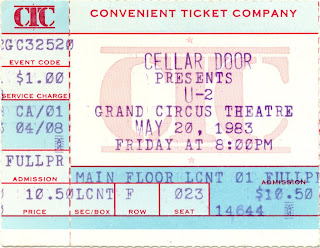 CTC CONVENIENT TICKET COMPANY
GC32520 CELLAR DOOR
EVENT CODE PRESENTS
$1.00 U-2
SERVICE CHARGE GRAND CIRCUS THEATRE
CA/01 MAY 20, 1983
04/08 FRIDAY AT 8:00PM
FULLPR MAIN FLOOR LCNT 01 FULLPR
ADMISSION ADMISSION
10.50 LCNT F 023 $10.50
PRICE SEC/BOX ROW SEAT 14644